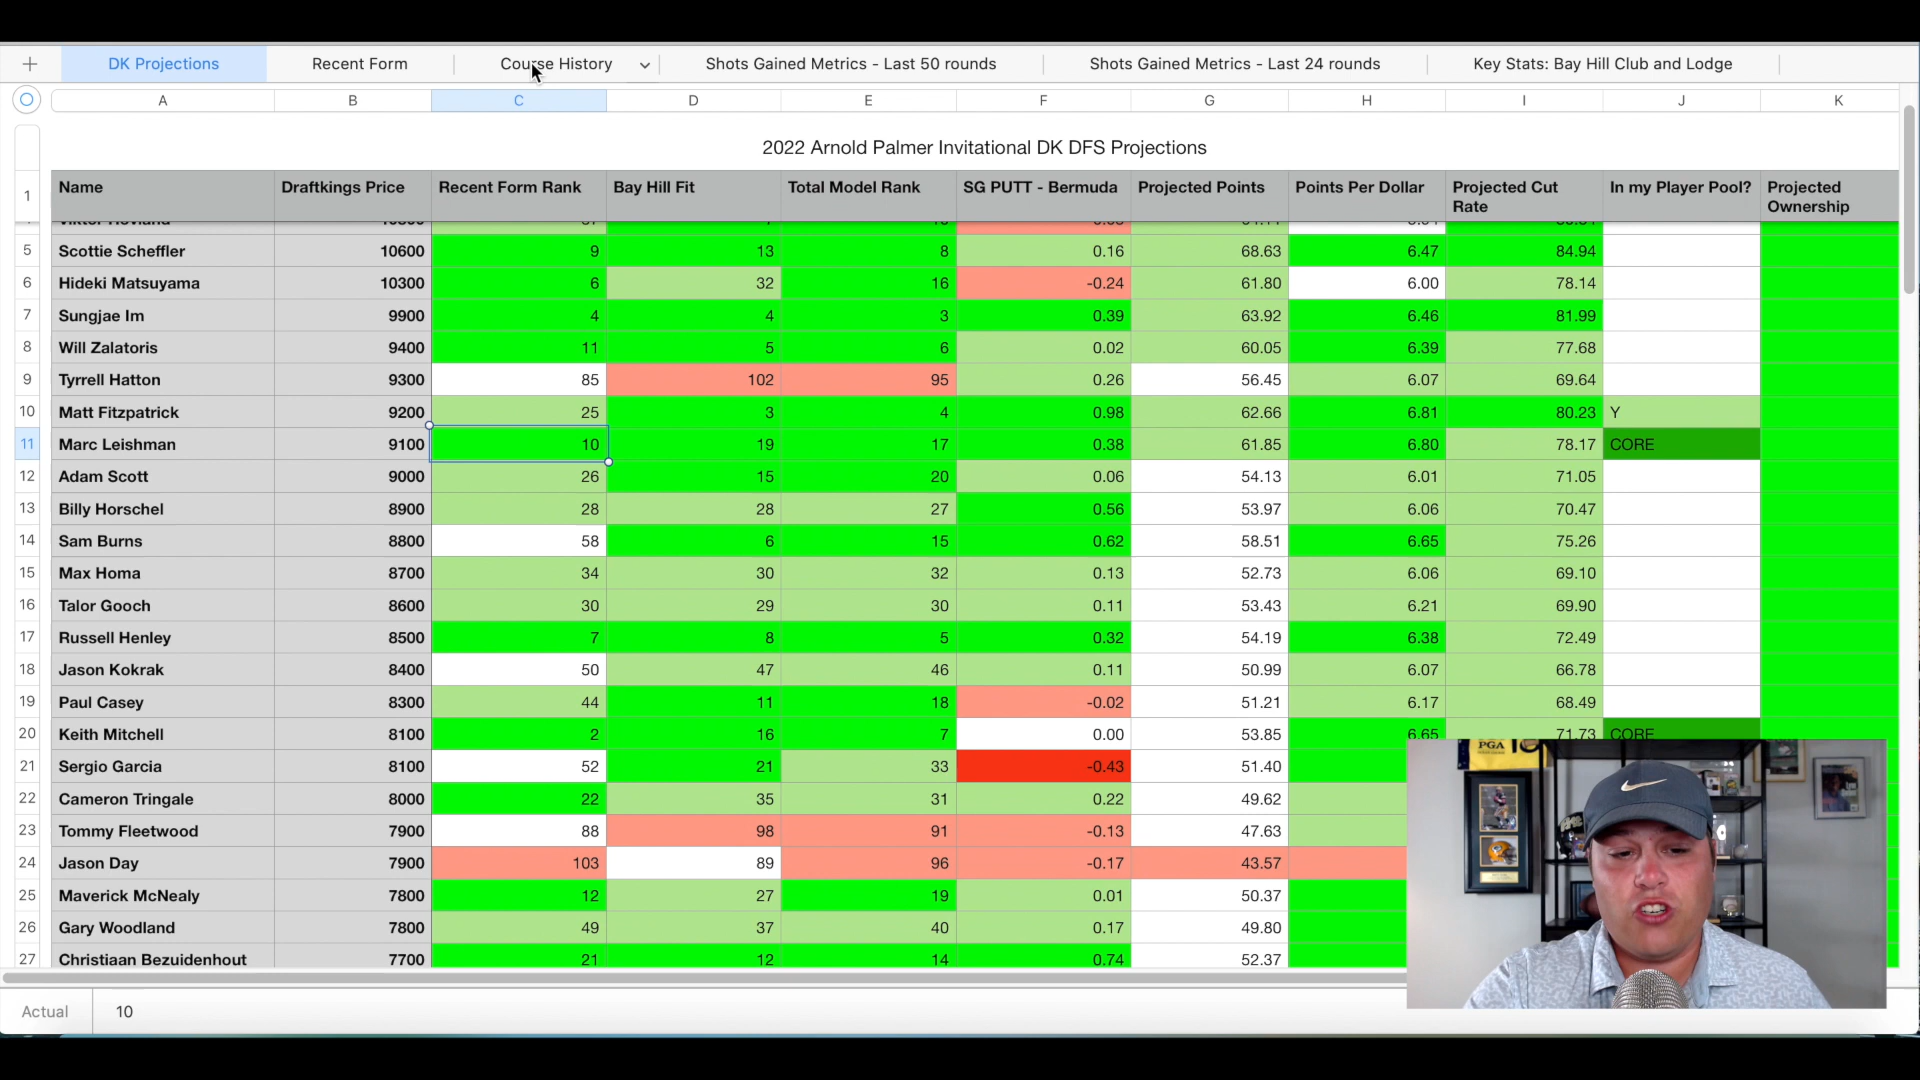 DK Projections Recent Form Course History Shots Gained Metrics - Last 50 rounds Shots Gained Metrics - Last 24 rounds Key Stats: Bay Hill Club and Lodge
A B C D E F G H I J K
2022 Arnold Palmer Invitational DK DFS Projections
1 Name Draftkings Price Recent Form Rank Bay Hill Fit Total Model Rank SG PUTT - Bermuda Projected Points Points Per Dollar Projected Cut Rate In my Player Pool? Projected Ownership
5 Scottie Scheffler 10600 9 13 8 0.16 68.63 6.47 84.94
6 Hideki Matsuyama 10300 6 32 16 -0.24 61.80 6.00 78.14
7 Sungjae Im 9900 4 4 3 0.39 63.92 6.46 81.99
8 Will Zalatoris 9400 11 5 6 0.02 60.05 6.39 77.68
9 Tyrrell Hatton 9300 85 102 95 0.26 56.45 6.07 69.64
10 Matt Fitzpatrick 9200 25 3 4 0.98 62.66 6.81 80.23 Y
11 Marc Leishman 9100 10 19 17 0.38 61.85 6.80 78.17 CORE
12 Adam Scott 9000 26 15 20 0.06 54.13 6.01 71.05
13 Billy Horschel 8900 28 28 27 0.56 53.97 6.06 70.47
14 Sam Burns 8800 58 6 15 0.62 58.51 6.65 75.26
15 Max Homa 8700 34 30 32 0.13 52.73 6.06 69.10
16 Talor Gooch 8600 30 29 30 0.11 53.43 6.21 69.90
17 Russell Henley 8500 7 8 5 0.32 54.19 6.38 72.49
18 Jason Kokrak 8400 50 47 46 0.11 50.99 6.07 66.78
19 Paul Casey 8300 44 11 18 -0.02 51.21 6.17 68.49
20 Keith Mitchell 8100 2 16 7 0.00 53.85 6.65 71.73 CORE
21 Sergio Garcia 8100 52 21 33 -0.43 51.40
22 Cameron Tringale 8000 22 35 31 0.22 49.62
23 Tommy Fleetwood 7900 88 98 91 -0.13 47.63
24 Jason Day 7900 103 89 96 -0.17 43.57
25 Maverick McNealy 7800 12 27 19 0.01 50.37
26 Gary Woodland 7800 49 37 40 0.17 49.80
27 Christiaan Bezuidenhout 7700 21 12 14 0.74 52.37
PGA
Actual 10